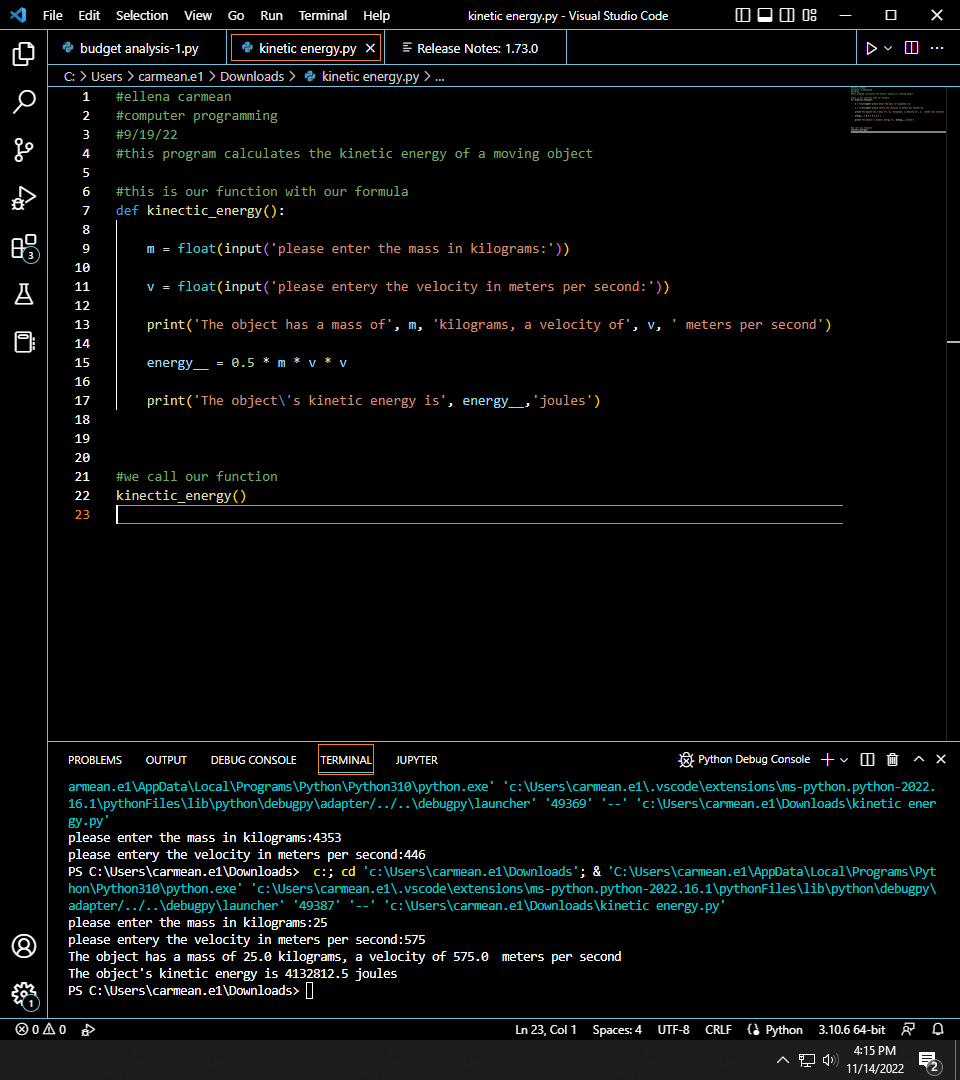 File Edit Selection View Go Run Terminal Help kinetic energy.py - Visual Studio Code
budget analysis-1.py kinetic energy.py Release Notes: 1.73.0
C: > Users > carmean.e1 > Downloads > kinetic energy.py > ...
1 #ellena carmean
2 #computer programming
3 #9/19/22
4 #this program calculates the kinetic energy of a moving object
5
6 #this is our function with our formula
7 def kinectic_energy():
8
9 m = float(input('please enter the mass in kilograms:'))
10
11 v = float(input('please entery the velocity in meters per second:'))
12
13 print('The object has a mass of', m, 'kilograms, a velocity of', v, ' meters per second')
14
15 energy__ = 0.5 * m * v * v
16
17 print('The object\'s kinetic energy is', energy__,'joules')
18
19
20
21 #we call our function
22 kinectic_energy()
23
3
PROBLEMS OUTPUT DEBUG CONSOLE TERMINAL JUPYTER Python Debug Console
armean.e1\AppData\Local\Programs\Python\Python310\python.exe' 'c:\Users\carmean.e1\.vscode\extensions\ms-python.python-2022.
16.1\pythonFiles\lib\python\debugpy\adapter/../..\debugpy\launcher' '49369' '--' 'c:\Users\carmean.e1\Downloads\kinetic ener
gy.py'
please enter the mass in kilograms:4353
please entery the velocity in meters per second:446
PS C:\Users\carmean.e1\Downloads>  c:; cd 'c:\Users\carmean.e1\Downloads'; & 'C:\Users\carmean.e1\AppData\Local\Programs\Pyt
hon\Python310\python.exe' 'c:\Users\carmean.e1\.vscode\extensions\ms-python.python-2022.16.1\pythonFiles\lib\python\debugpy\
adapter/../..\debugpy\launcher' '49387' '--' 'c:\Users\carmean.e1\Downloads\kinetic energy.py'
please enter the mass in kilograms:25
please entery the velocity in meters per second:575
The object has a mass of 25.0 kilograms, a velocity of 575.0  meters per second
The object's kinetic energy is 4132812.5 joules
PS C:\Users\carmean.e1\Downloads>
1
0 0 Ln 23, Col 1 Spaces: 4 UTF-8 CRLF Python 3.10.6 64-bit
4:15 PM
11/14/2022
2